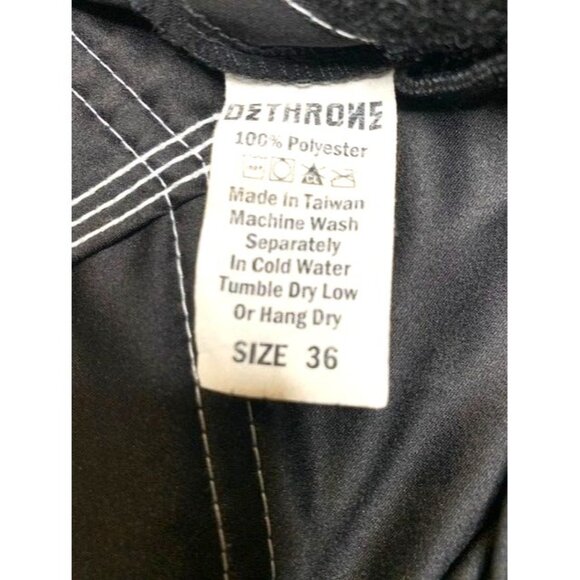 DETHRONE
100% Polyester
CL
Made in Taiwan
Machine Wash
Separately
In Cold Water
Tumble Dry Low
Or Hang Dry
SIZE 36